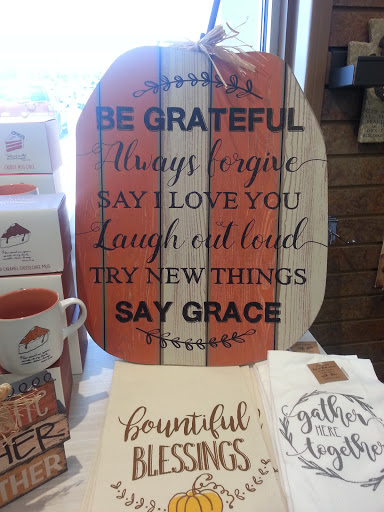 BE GRATEFUL
Always forgive
SAY I LOVE YOU
Laugh out loud
TRY NEW THINGS
SAY GRACE
bountiful
BLESSINGS
gather
HERE
together